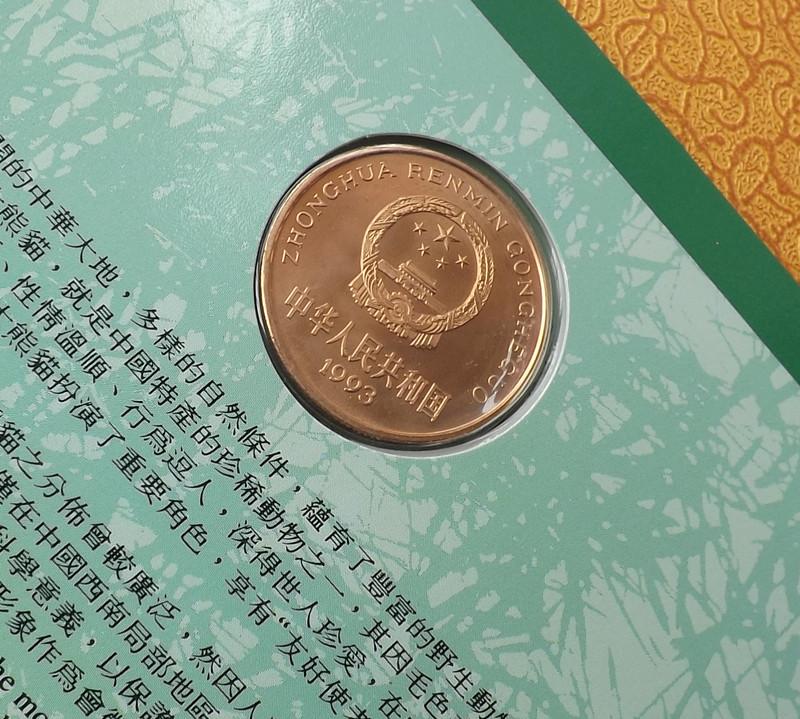 ZHONGHUA RENMIN GONGHEGUO
中华人民共和国
1993
的中華大地，多樣的自然條件，蘊育了豐富的野生動
熊貓，就是中國特產的珍稀動物之一，其因毛色
、性情溫順、行爲逗人，深得世人珍愛，在
熊貓扮演了重要角色，享有“友好使
貓之分佈曾較廣泛，然因人
僅在中國西南局部地區
科學意義，以保
形象作爲會
he mo